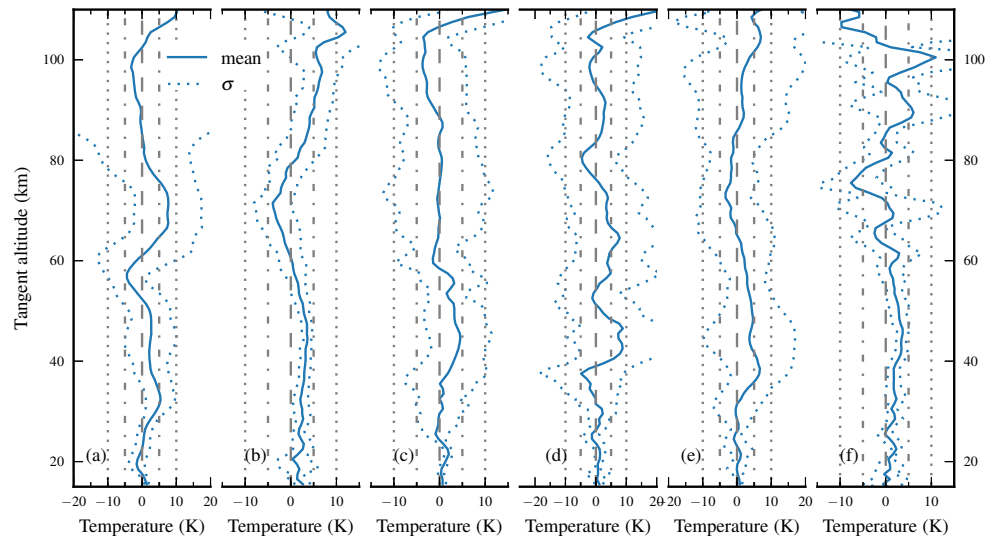 100
80
60
40
20
Tangent altitude (km)
mean
σ
(a)
(b)
(c)
(d)
(e)
(f)
100
80
60
40
20
−20 −10 0 10 20
0 10
−10 0 10
−20 −10 0 10 20
−20 −10 0 10 20
−10 0 10
Temperature (K) Temperature (K) Temperature (K) Temperature (K) Temperature (K) Temperature (K)